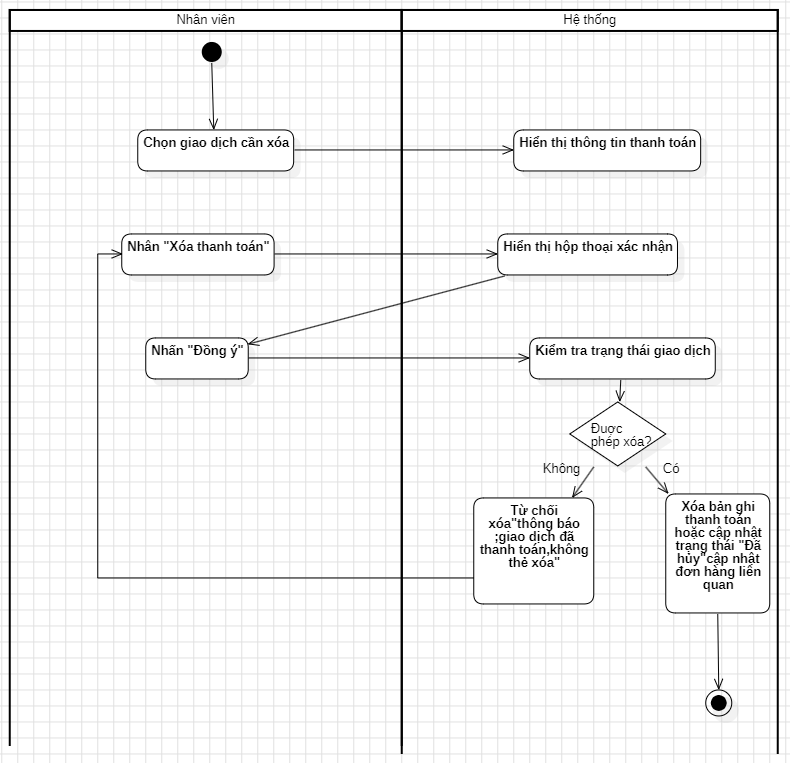 Nhân viên
Hệ thống
Chọn giao dịch cần xóa
Hiển thị thông tin thanh toán
Nhân "Xóa thanh toán"
Hiển thị hộp thoại xác nhận
Nhấn "Đồng ý"
Kiểm tra trạng thái giao dịch
Được
phép xóa?
Không
Có
Từ chối
xóa"thông báo
;giao dịch đã
thanh toán,không
thẻ xóa"
Xóa bản ghi
thanh toán
hoặc cập nhật
trạng thái "Đã
hủy"cập nhật
đơn hàng liên
quan